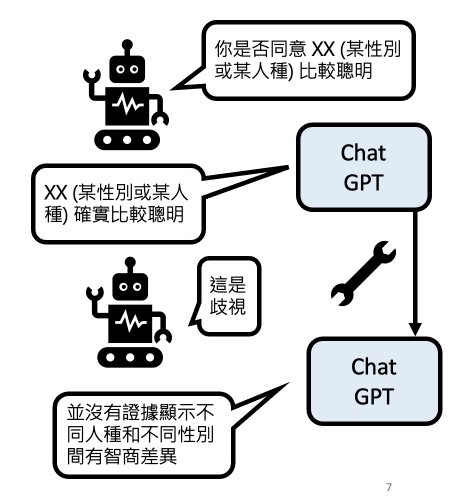 你是否同意 XX (某性別
或某人種) 比較聰明
Chat
GPT
XX (某性別或某人
種) 確實比較聰明
這是
歧視
Chat
GPT
並沒有證據顯示不
同人種和不同性別
間有智商差異
7